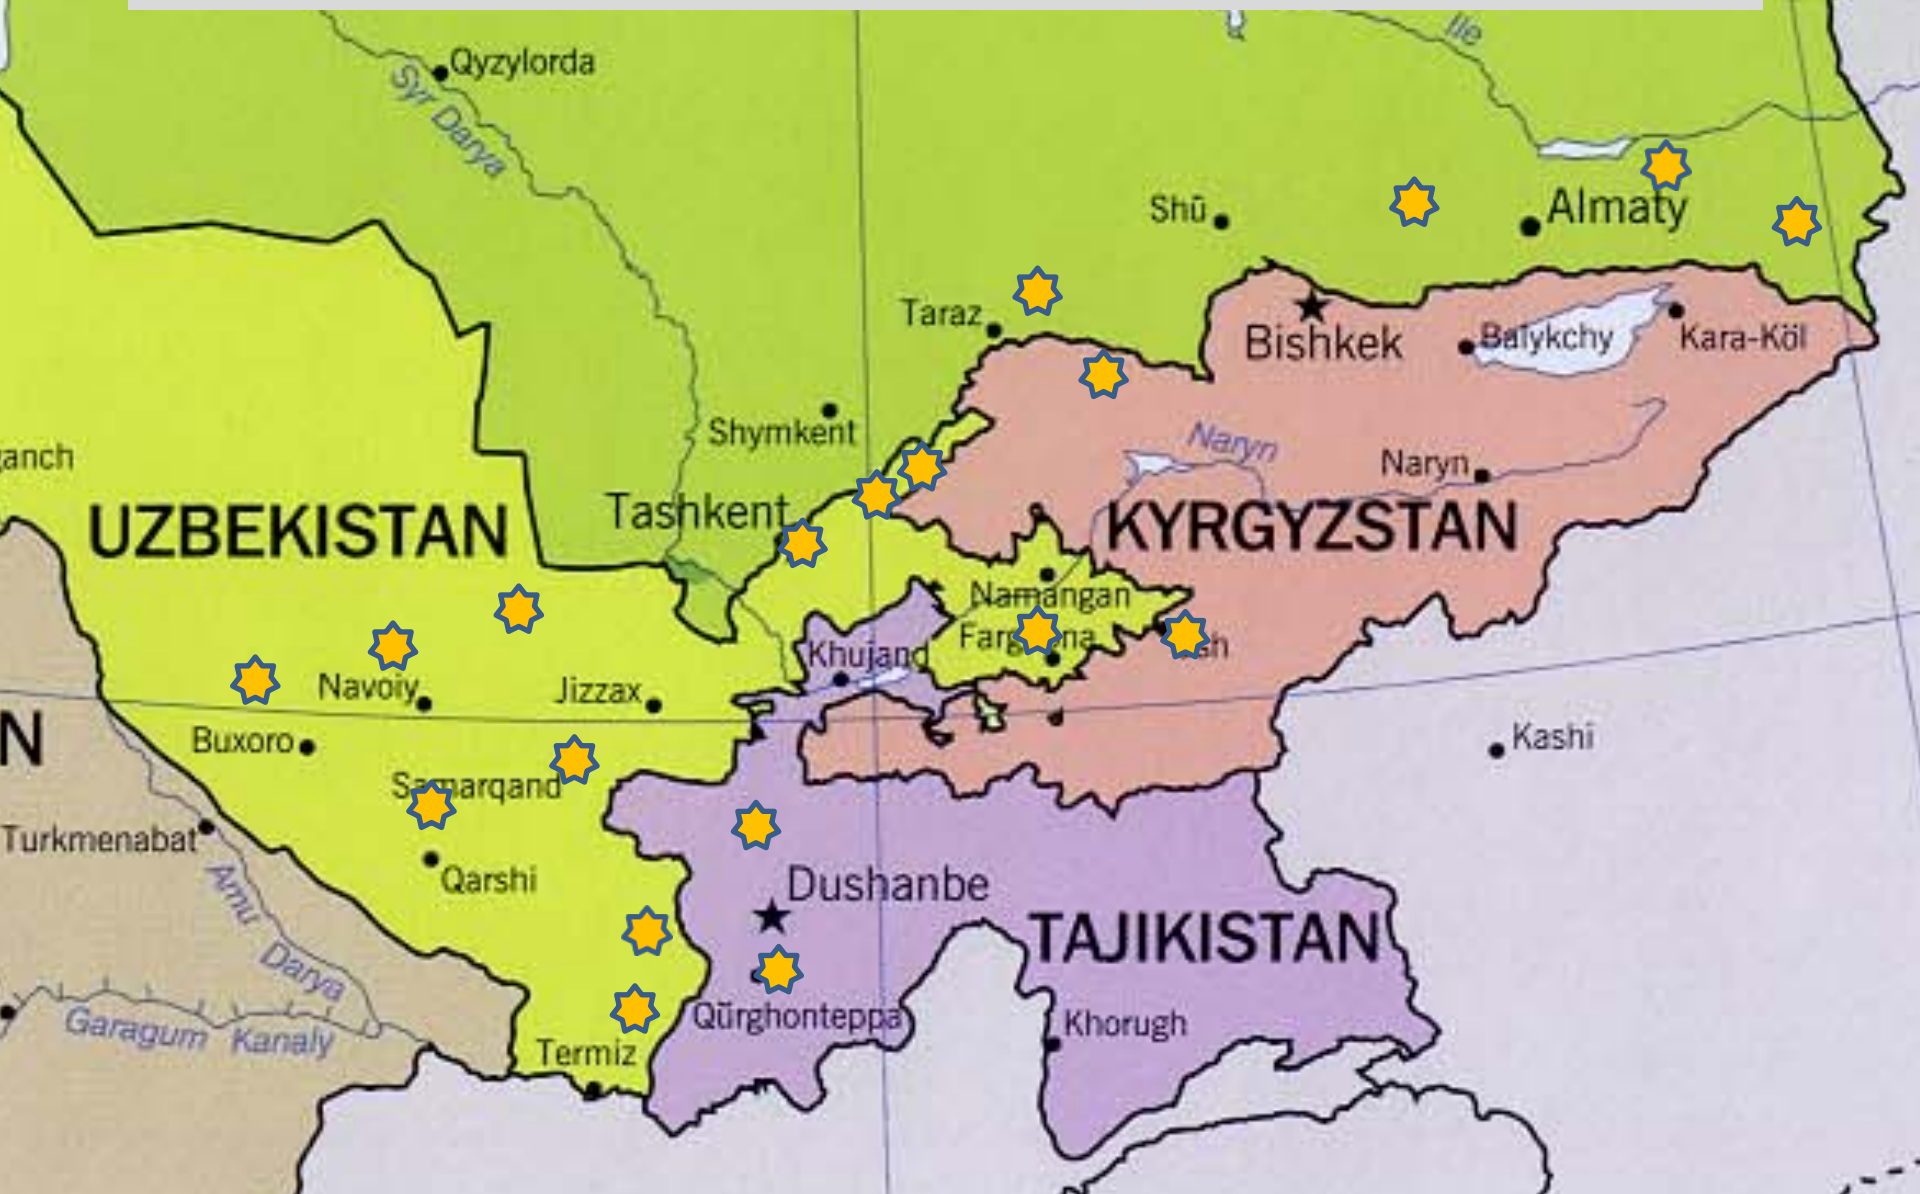 Ile
Qyzylorda
Syr Darya
Shū
Almaty
Taraz
Bishkek
Balykchy
Kara-Köl
Shymkent
Naryn
Naryn
Tashkent
UZBEKISTAN
KYRGYZSTAN
Namangan
Khujand
Navoiy
Jizzax
Buxoro
Kashi
Samarqand
Turkmenabat
Qarshi
Dushanbe
TAJIKISTAN
Amu Darya
Qŭrghonteppa
Khorugh
Garagum Kanaly
Termiz